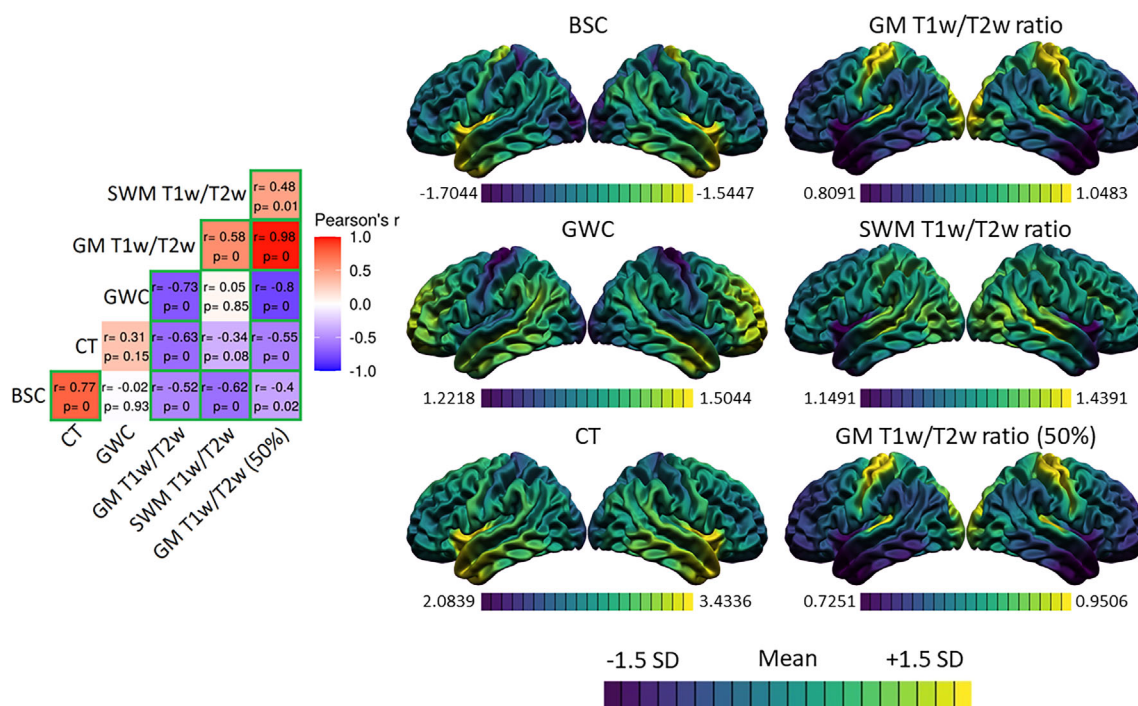 SWM T1w/T2w
r= 0.48
p= 0.01
GM T1w/T2w
r= 0.58
p= 0
r= 0.98
p= 0
GWC
r= -0.73
p= 0
r= 0.05
p= 0.85
r= -0.8
p= 0
CT
r= 0.31
p= 0.15
r= -0.63
p= 0
r= -0.34
p= 0.08
r= -0.55
p= 0
BSC
r= 0.77
p= 0
r= -0.02
p= 0.93
r= -0.52
p= 0
r= -0.62
p= 0
r= -0.4
p= 0.02
CT
GWC
GM T1w/T2w
SWM T1w/T2w
GM T1w/T2w (50%)
Pearson's r
1.0
0.5
0.0
-0.5
-1.0
BSC
-1.7044
-1.5447
GM T1w/T2w ratio
0.8091
1.0483
GWC
1.2218
1.5044
SWM T1w/T2w ratio
1.1491
1.4391
CT
2.0839
3.4336
GM T1w/T2w ratio (50%)
0.7251
0.9506
-1.5 SD Mean +1.5 SD